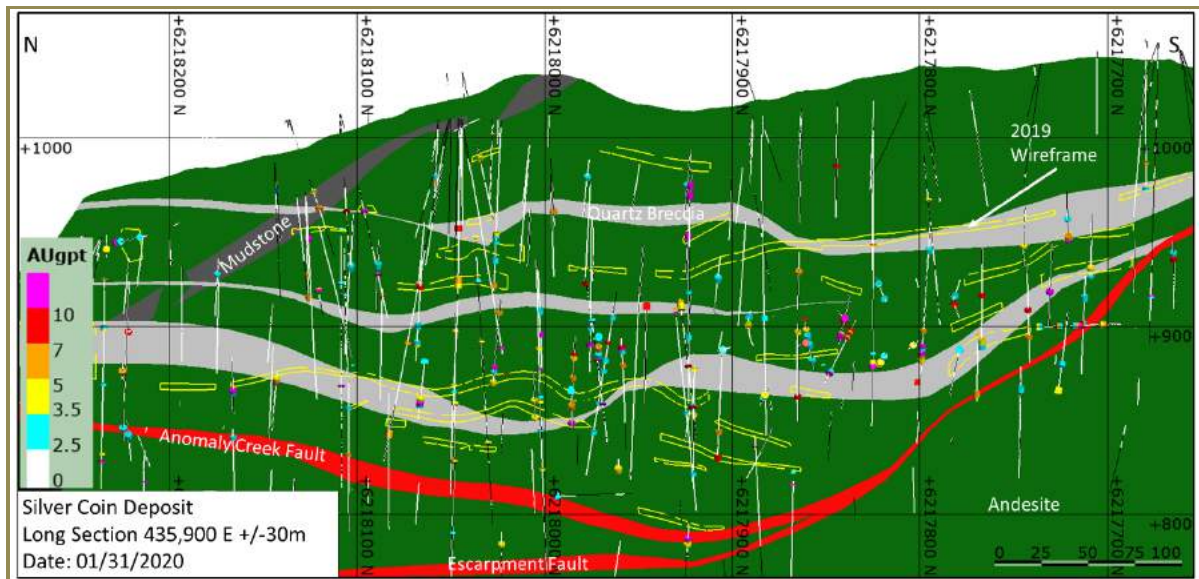 N
S
+6218200 N
+6218100 N
+6218000 N
+6217900 N
+6217800 N
+6217700 N
+1000
+1000
2019
Wireframe
Quartz Breccia
Mudstone
AUgpt
10
7
5
3.5
2.5
0
+900
Anomaly Creek Fault
Silver Coin Deposit
Long Section 435,900 E +/-30m
Date: 01/31/2020
Andesite
+800
Escarpment Fault
0 25 50 75 100
+6218200 N
+6218100 N
+6218000 N
+6217900 N
+6217800 N
+6217700 N